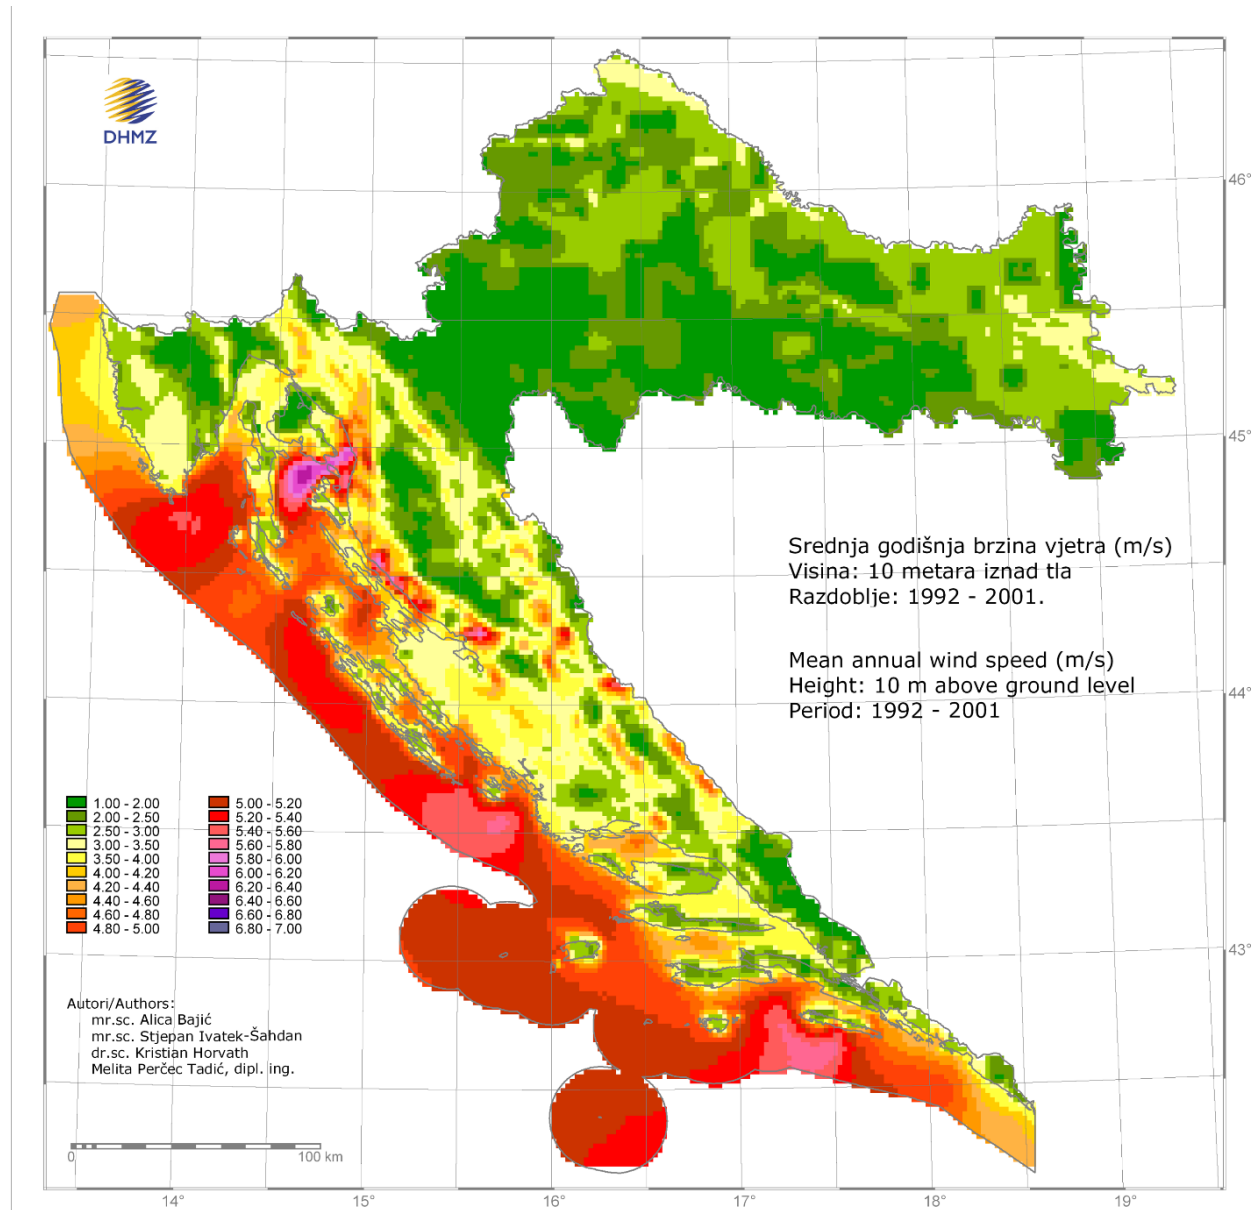 DHMZ
46°
45°
Srednja godišnja brzina vjetra (m/s)
Visina: 10 metara iznad tla
Razdoblje: 1992 - 2001.
Mean annual wind speed (m/s)
Height: 10 m above ground level
Period: 1992 - 2001
44°
1.00 - 2.00
2.00 - 2.50
2.50 - 3.00
3.00 - 3.50
3.50 - 4.00
4.00 - 4.20
4.20 - 4.40
4.40 - 4.60
4.60 - 4.80
4.80 - 5.00
5.00 - 5.20
5.20 - 5.40
5.40 - 5.60
5.60 - 5.80
5.80 - 6.00
6.00 - 6.20
6.20 - 6.40
6.40 - 6.60
6.60 - 6.80
6.80 - 7.00
43°
Autori/Authors:
mr.sc. Alica Bajić
mr.sc. Stjepan Ivatek-Šahdan
dr.sc. Kristian Horvath
Melita Perčec Tadić, dipl. ing.
0 100 km
14° 15° 16° 17° 18° 19°